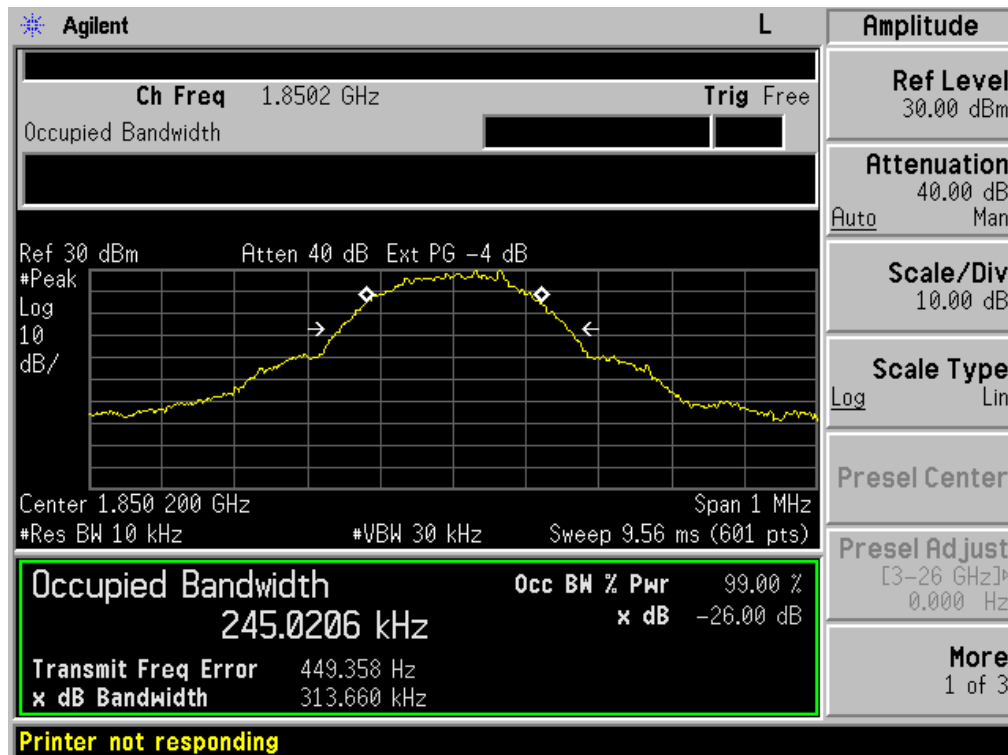 Agilent L
Ch Freq 1.8502 GHz Trig Free
Occupied Bandwidth
Ref 30 dBm Atten 40 dB Ext PG -4 dB
#Peak
Log
10
dB/
Center 1.850 200 GHz Span 1 MHz
#Res BW 10 kHz #VBW 30 kHz Sweep 9.56 ms (601 pts)
Occupied Bandwidth Occ BW % Pwr 99.00 %
245.0206 kHz x dB -26.00 dB
Transmit Freq Error 449.358 Hz
x dB Bandwidth 313.660 kHz
Printer not responding
Amplitude
Ref Level
30.00 dBm
Attenuation
40.00 dB
Auto Man
Scale/Div
10.00 dB
Scale Type
Log Lin
Presel Center
Presel Adjust
[3-26 GHz]
0.000 Hz
More
1 of 3